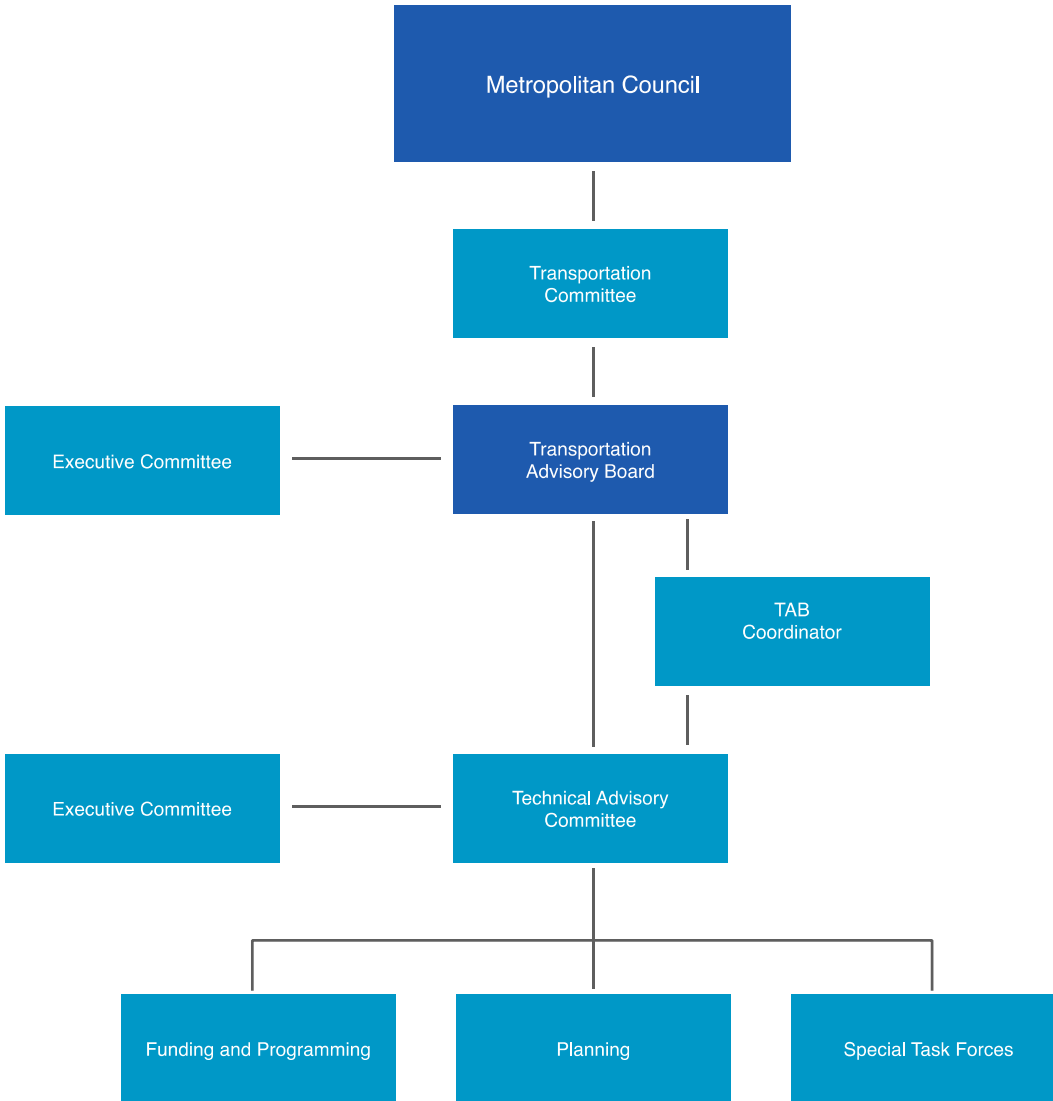 Metropolitan Council
Transportation
Committee
Executive Committee
Transportation
Advisory Board
TAB
Coordinator
Executive Committee
Technical Advisory
Committee
Funding and Programming
Planning
Special Task Forces